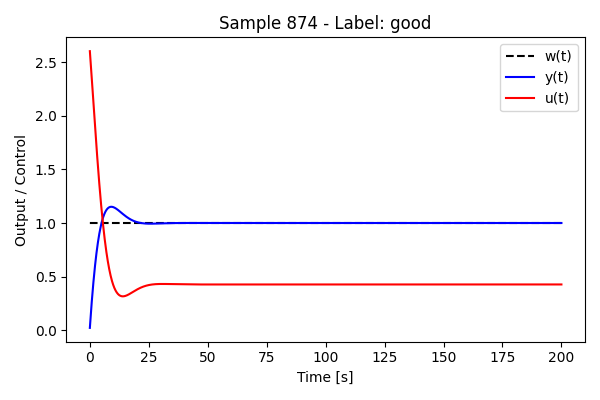 Sample 874 - Label: good
w(t)
y(t)
u(t)
Output / Control
2.5
2.0
1.5
1.0
0.5
0.0
0 25 50 75 100 125 150 175 200
Time [s]